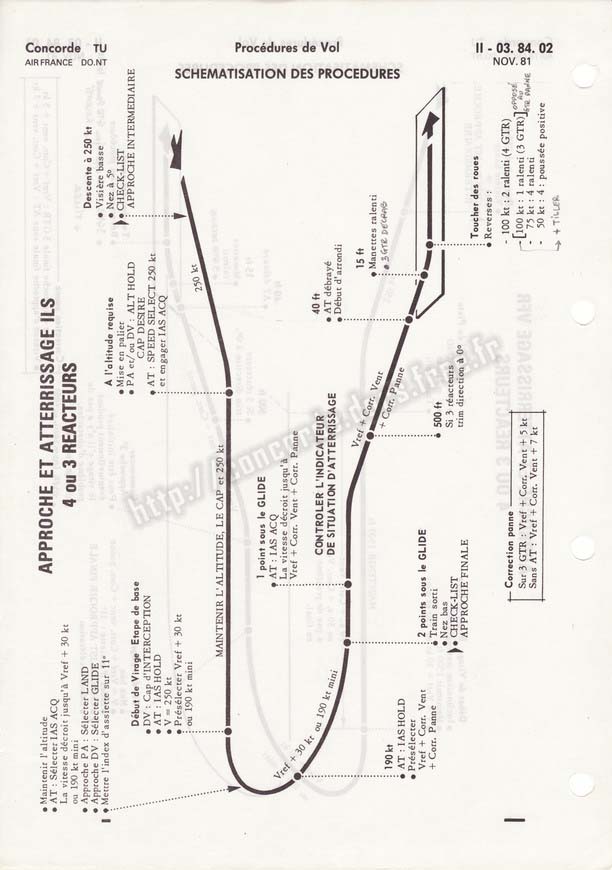 Concorde TU
AIR FRANCE DO.NT
Procédures de Vol
SCHEMATISATION DES PROCEDURES
II - 03. 84. 02
NOV. 81
APPROCHE ET ATTERRISSAGE ILS
4 ou 3 REACTEURS
Descente à 250 kt
• Visière basse
• Nez à 5°
CHECK-LIST
APPROCHE INTERMEDIAIRE
250 kt
A l'altitude requise
• Mise en palier
• PA et/ou DV : ALT HOLD
CAP DESIRE
• AT : SPEED SELECT 250 kt
et engager IAS ACQ
MAINTENIR L'ALTITUDE, LE CAP et 250 kt
Début de Virage Etape de base
• DV : Cap d'INTERCEPTION
• AT : IAS HOLD
• V = 250 kt
• Présélecter Vref + 30 kt
ou 190 kt mini
• Maintenir l'altitude
• AT : Sélecter IAS ACQ
La vitesse décroit jusqu'à Vref + 30 kt
ou 190 kt mini
• Approche PA : Sélecter LAND
• Approche DV : Sélecter GLIDE
• Mettre l'index d'assiette sur 11°
Vref + 30 kt ou 190 kt mini
190 kt
• AT : IAS HOLD
• Présélecter
Vref + Corr. Vent
+ Corr. Panne
2 points sous le GLIDE
• Train sorti
• Nez bas
CHECK-LIST
APPROCHE FINALE
1 point sous le GLIDE
• AT : IAS ACQ
La vitesse décroit jusqu'à
Vref + Corr. Vent + Corr. Panne
CONTROLER L'INDICATEUR
DE SITUATION D'ATTERRISSAGE
Vref + Corr. Vent
+ Corr. Panne
500 ft
Si 3 réacteurs
trim direction à 0°
40 ft
• AT débrayé
• Début d'arrondi
15 ft
• Manettes ralenti
• 3 GTR DECRAB
Toucher des roues
• Reverses :
- 100 kt : 2 ralenti (4 GTR)
- [100 kt : 1 ralenti (3 GTR)] OPPOSE AU GTR PANNE
- 75 kt : 4 ralenti
- 50 kt : 4 : poussée positive
→ + TILLER
Correction panne
Sur 3 GTR : Vref + Corr. Vent + 5 kt
Sans AT : Vref + Corr. Vent + 7 kt